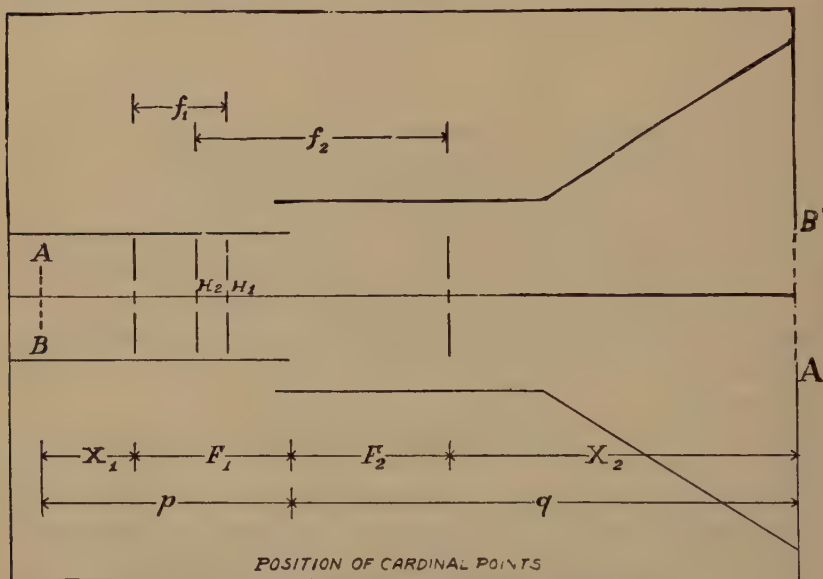 f₁
f₂
B'
A
H₂ H₁
B
A
X₁ F₁ F₂ X₂
p q
POSITION OF CARDINAL POINTS